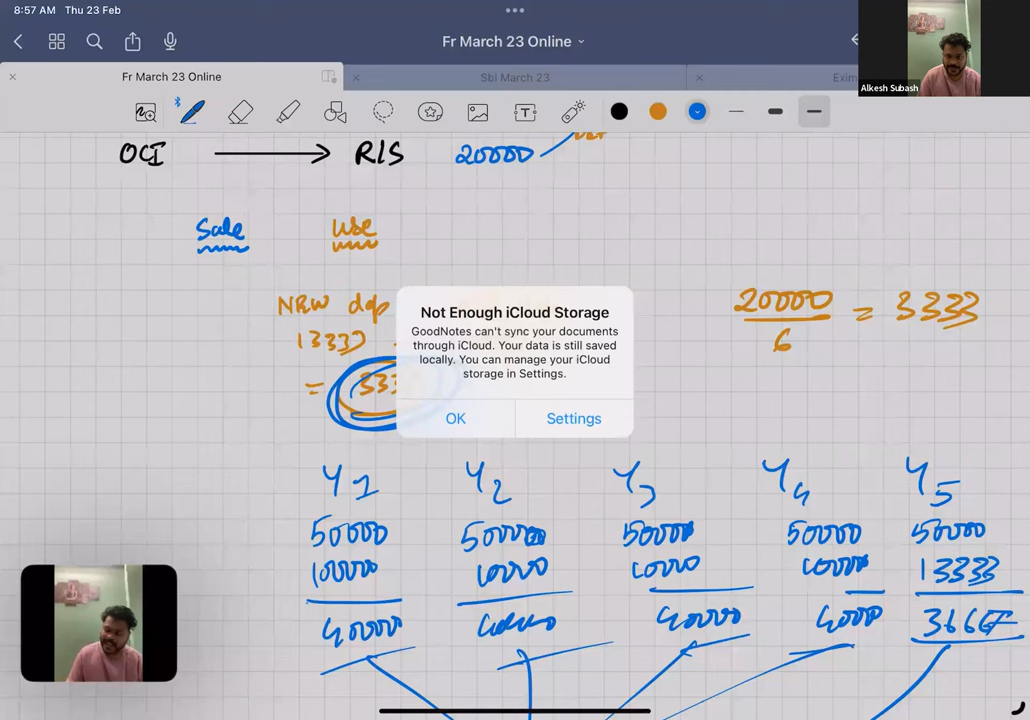 8:57 AM Thu 23 Feb
Fr March 23 Online
Fr March 23 Online
Sbl March 23
Exim
Alkesh Subash
OCI → RIS 20000
Sale use
NRW dep
13333
20000/6 = 3333
= 333
Not Enough iCloud Storage
GoodNotes can't sync your documents
through iCloud. Your data is still saved
locally. You can manage your iCloud
storage in Settings.
OK Settings
Y1 Y2 Y3 Y4 Y5
50000 50000 50000 50000 50000
10000 10000 10000 10000 13333
40000 40000 40000 40000 36667